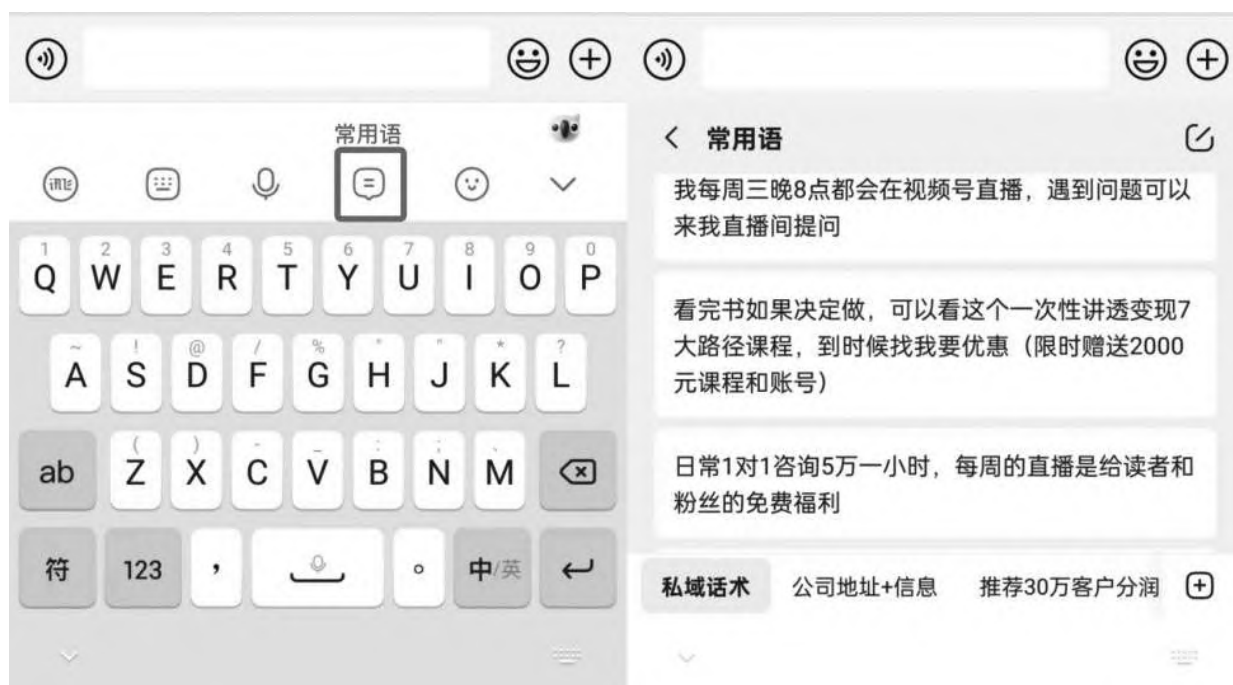 常用语
1 2 3 4 5 6 7 8 9 0
Q W E R T Y U I O P
~ ! @ / % ' " * ?
A S D F G H J K L
( ) - _ : ; 、
ab Z X C V B N M
符 123 , 。 中/英
常用语
我每周三晚8点都会在视频号直播，遇到问题可以
来我直播间提问
看完书如果决定做，可以看这个一次性讲透变现7
大路径课程，到时候找我要优惠（限时赠送2000
元课程和账号）
日常1对1咨询5万一小时，每周的直播是给读者和
粉丝的免费福利
私域话术 公司地址+信息 推荐30万客户分润